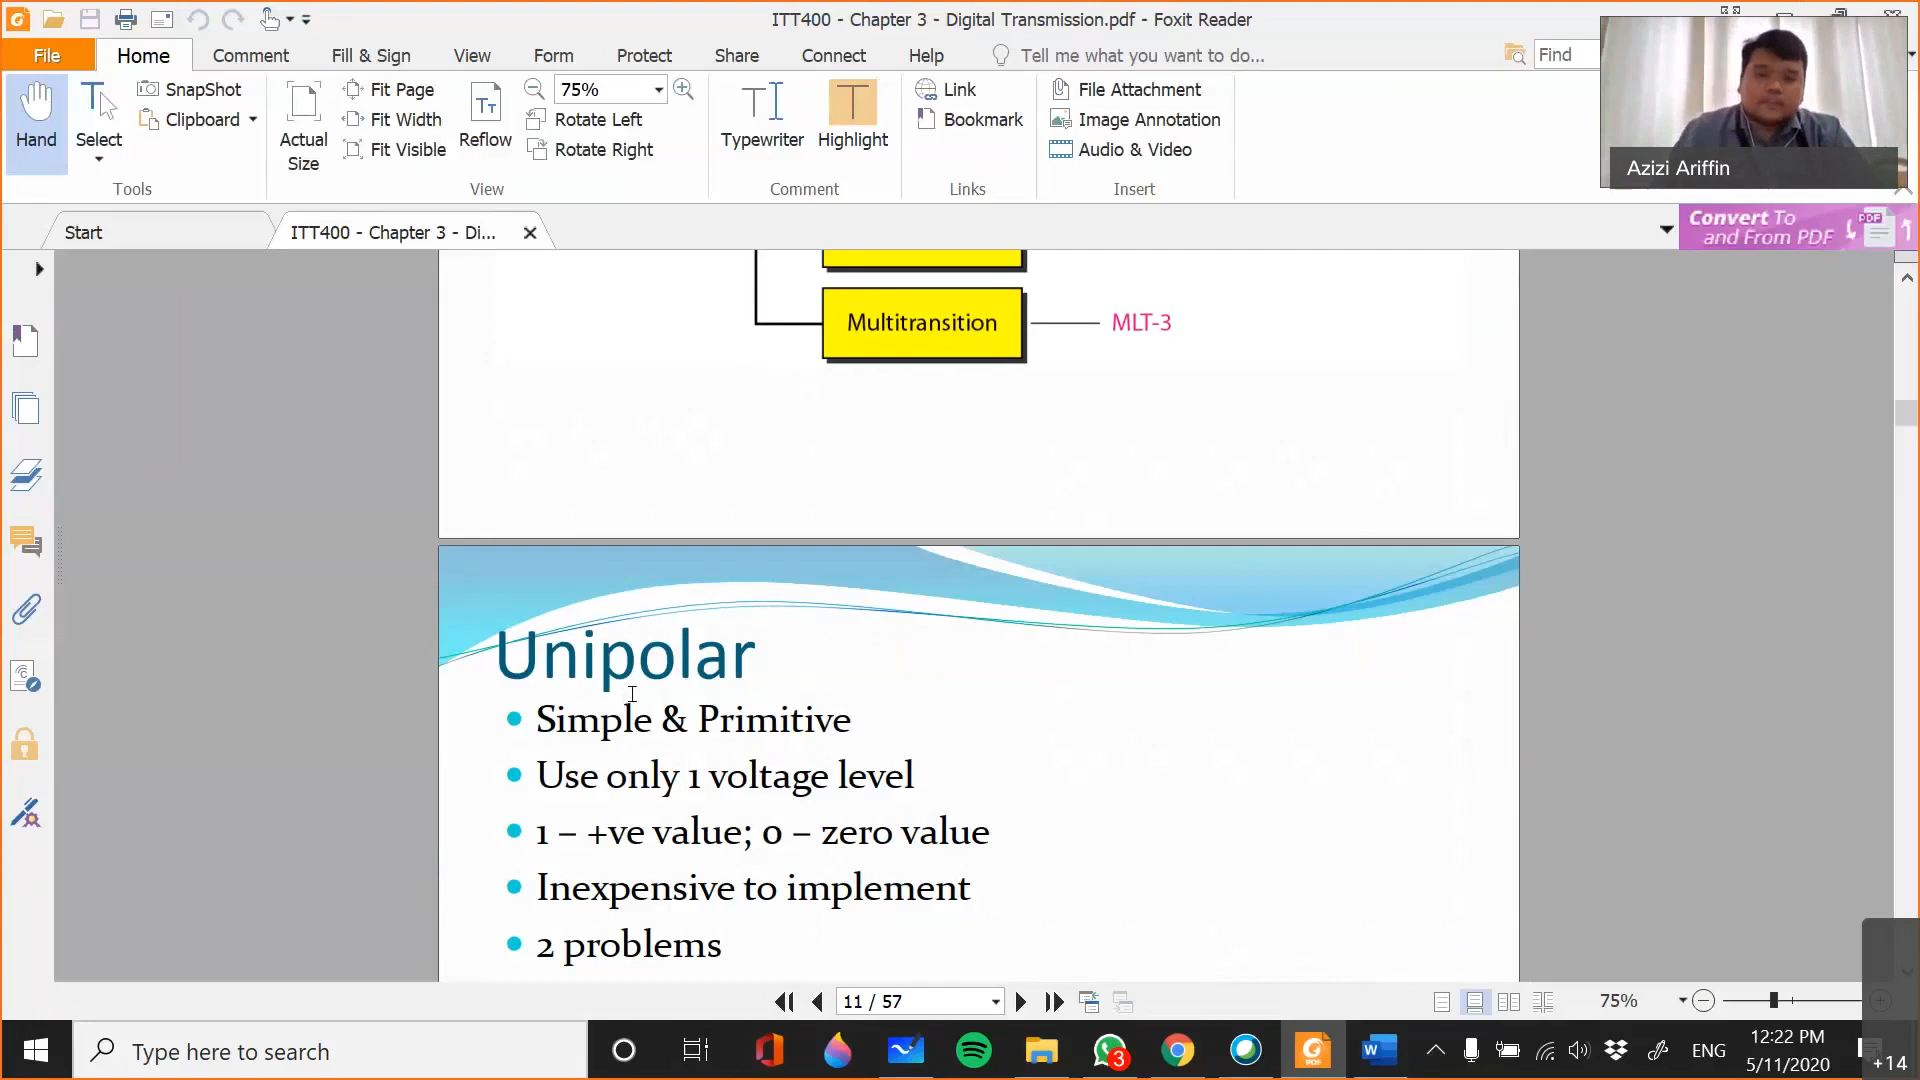 ITT400 - Chapter 3 - Digital Transmission.pdf - Foxit Reader
File Home Comment Fill & Sign View Form Protect Share Connect Help Tell me what you want to do... Find
Hand
Select
SnapShot
Clipboard
Tools
Actual Size
Fit Page
Fit Width
Fit Visible
Reflow
75%
Rotate Left
Rotate Right
View
Typewriter
Highlight
Comment
Link
Bookmark
Links
File Attachment
Image Annotation
Audio & Video
Insert
Azizi Ariffin
Start
ITT400 - Chapter 3 - Di...
Convert To
and From PDF
PDF
Multitransition
MLT-3
Unipolar
Simple & Primitive
Use only 1 voltage level
1 – +ve value; 0 – zero value
Inexpensive to implement
2 problems
11 / 57
75%
Type here to search
3
ENG
12:22 PM
5/11/2020
+14